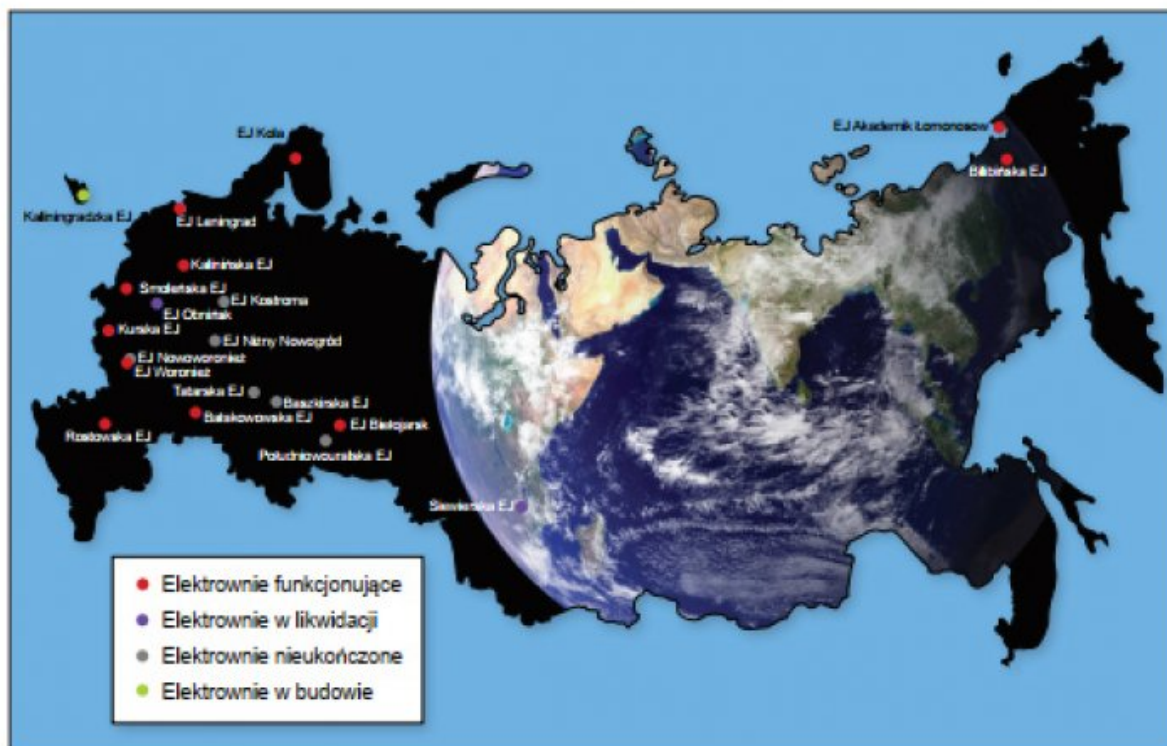 EJ Kola
EJ Akademik Łomonosow
Bilibińska EJ
Kaliningradzka EJ
EJ Leningrad
Kalinińska EJ
Smoleńska EJ
EJ Kostroma
EJ Obnińsk
Kurska EJ
EJ Niżny Nowogród
EJ Nowoworonież
EJ Woronież
Tatarska EJ
Baszkirska EJ
Bałakowowska EJ
EJ Biełojarsk
Rostowska EJ
Południowouralska EJ
Siewierska EJ
Elektrownie funkcjonujące
Elektrownie w likwidacji
Elektrownie nieukończone
Elektrownie w budowie